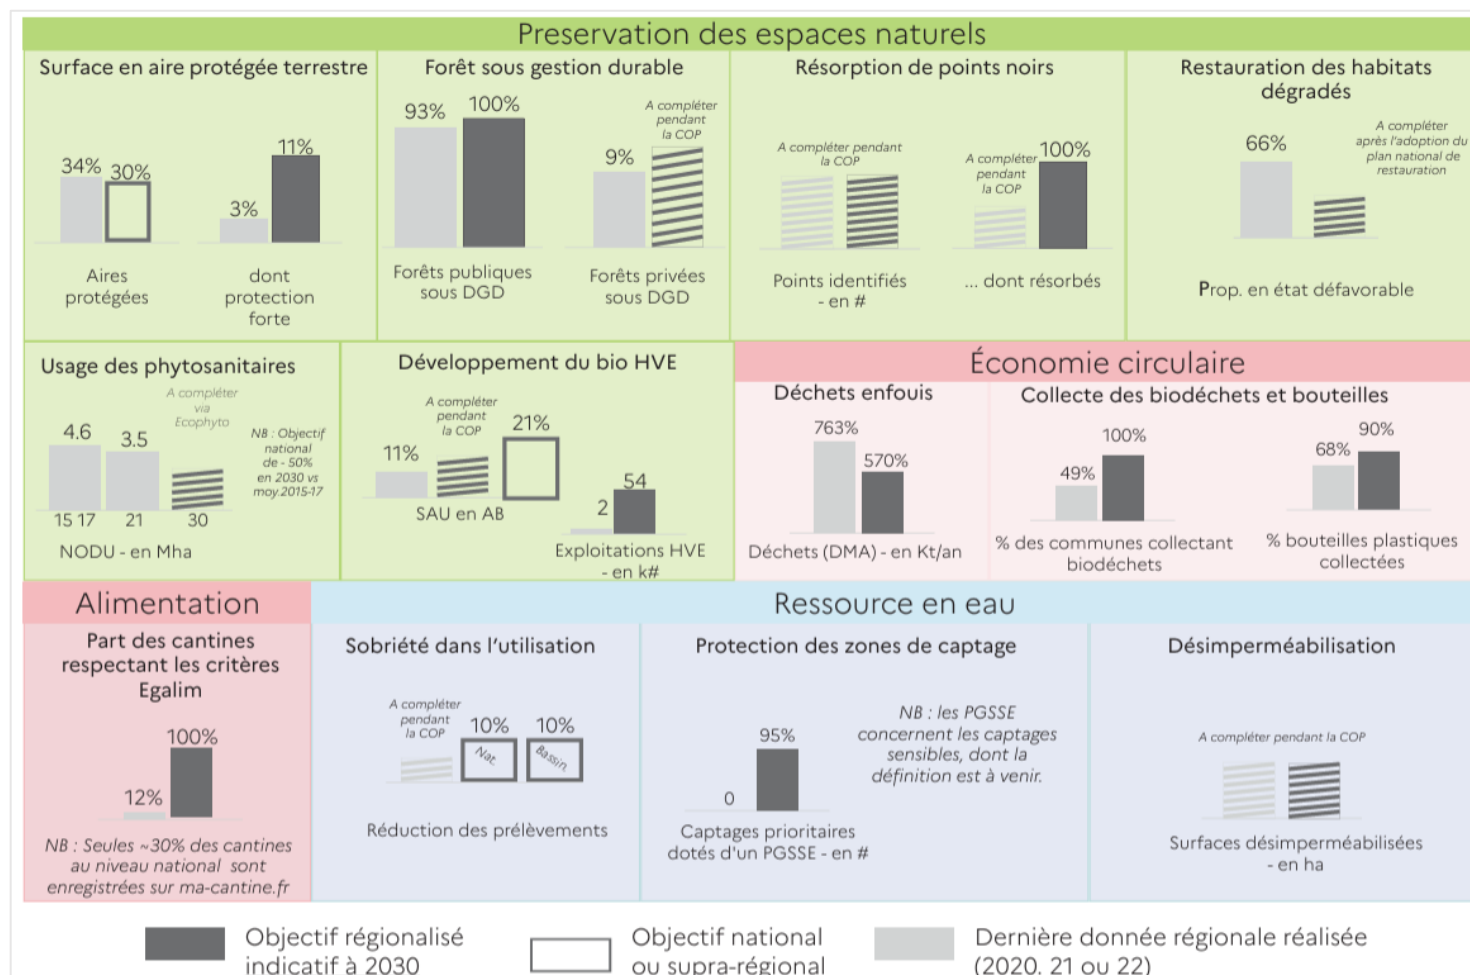 Preservation des espaces naturels
Surface en aire protégée terrestre
34%
30%
Aires
protégées
3%
11%
dont
protection
forte
Forêt sous gestion durable
93%
100%
Forêts publiques
sous DGD
9%
A compléter
pendant
la COP
Forêts privées
sous DGD
Résorption de points noirs
A compléter pendant
la COP
Points identifiés
- en #
A compléter
pendant
la COP
100%
... dont résorbés
Restauration des habitats
dégradés
66%
A compléter
après l'adoption du
plan national de
restauration
Prop. en état défavorable
Usage des phytosanitaires
4.6
3.5
A compléter
via
Ecophyto
NB : Objectif
national
de - 50%
en 2030 vs
moy.2015-17
15 17
21
30
NODU - en Mha
Développement du bio HVE
11%
A compléter
pendant
la COP
21%
SAU en AB
2
54
Exploitations HVE
- en k#
Économie circulaire
Déchets enfouis
763%
570%
Déchets (DMA) - en Kt/an
Collecte des biodéchets et bouteilles
49%
100%
% des communes collectant
biodéchets
68%
90%
% bouteilles plastiques
collectées
Alimentation
Part des cantines
respectant les critères
Egalim
12%
100%
NB : Seules ~30% des cantines
au niveau national sont
enregistrées sur ma-cantine.fr
Ressource en eau
Sobriété dans l'utilisation
A compléter
pendant
la COP
10%
Nat.
10%
Bassin.
Réduction des prélèvements
Protection des zones de captage
0
95%
NB : les PGSSE
concernent les captages
sensibles, dont la
définition est à venir.
Captages prioritaires
dotés d'un PGSSE - en #
Désimperméabilisation
A compléter pendant la COP
Surfaces désimperméabilisées
- en ha
Objectif régionalisé
indicatif à 2030
Objectif national
ou supra-régional
Dernière donnée régionale réalisée
(2020, 21 ou 22)